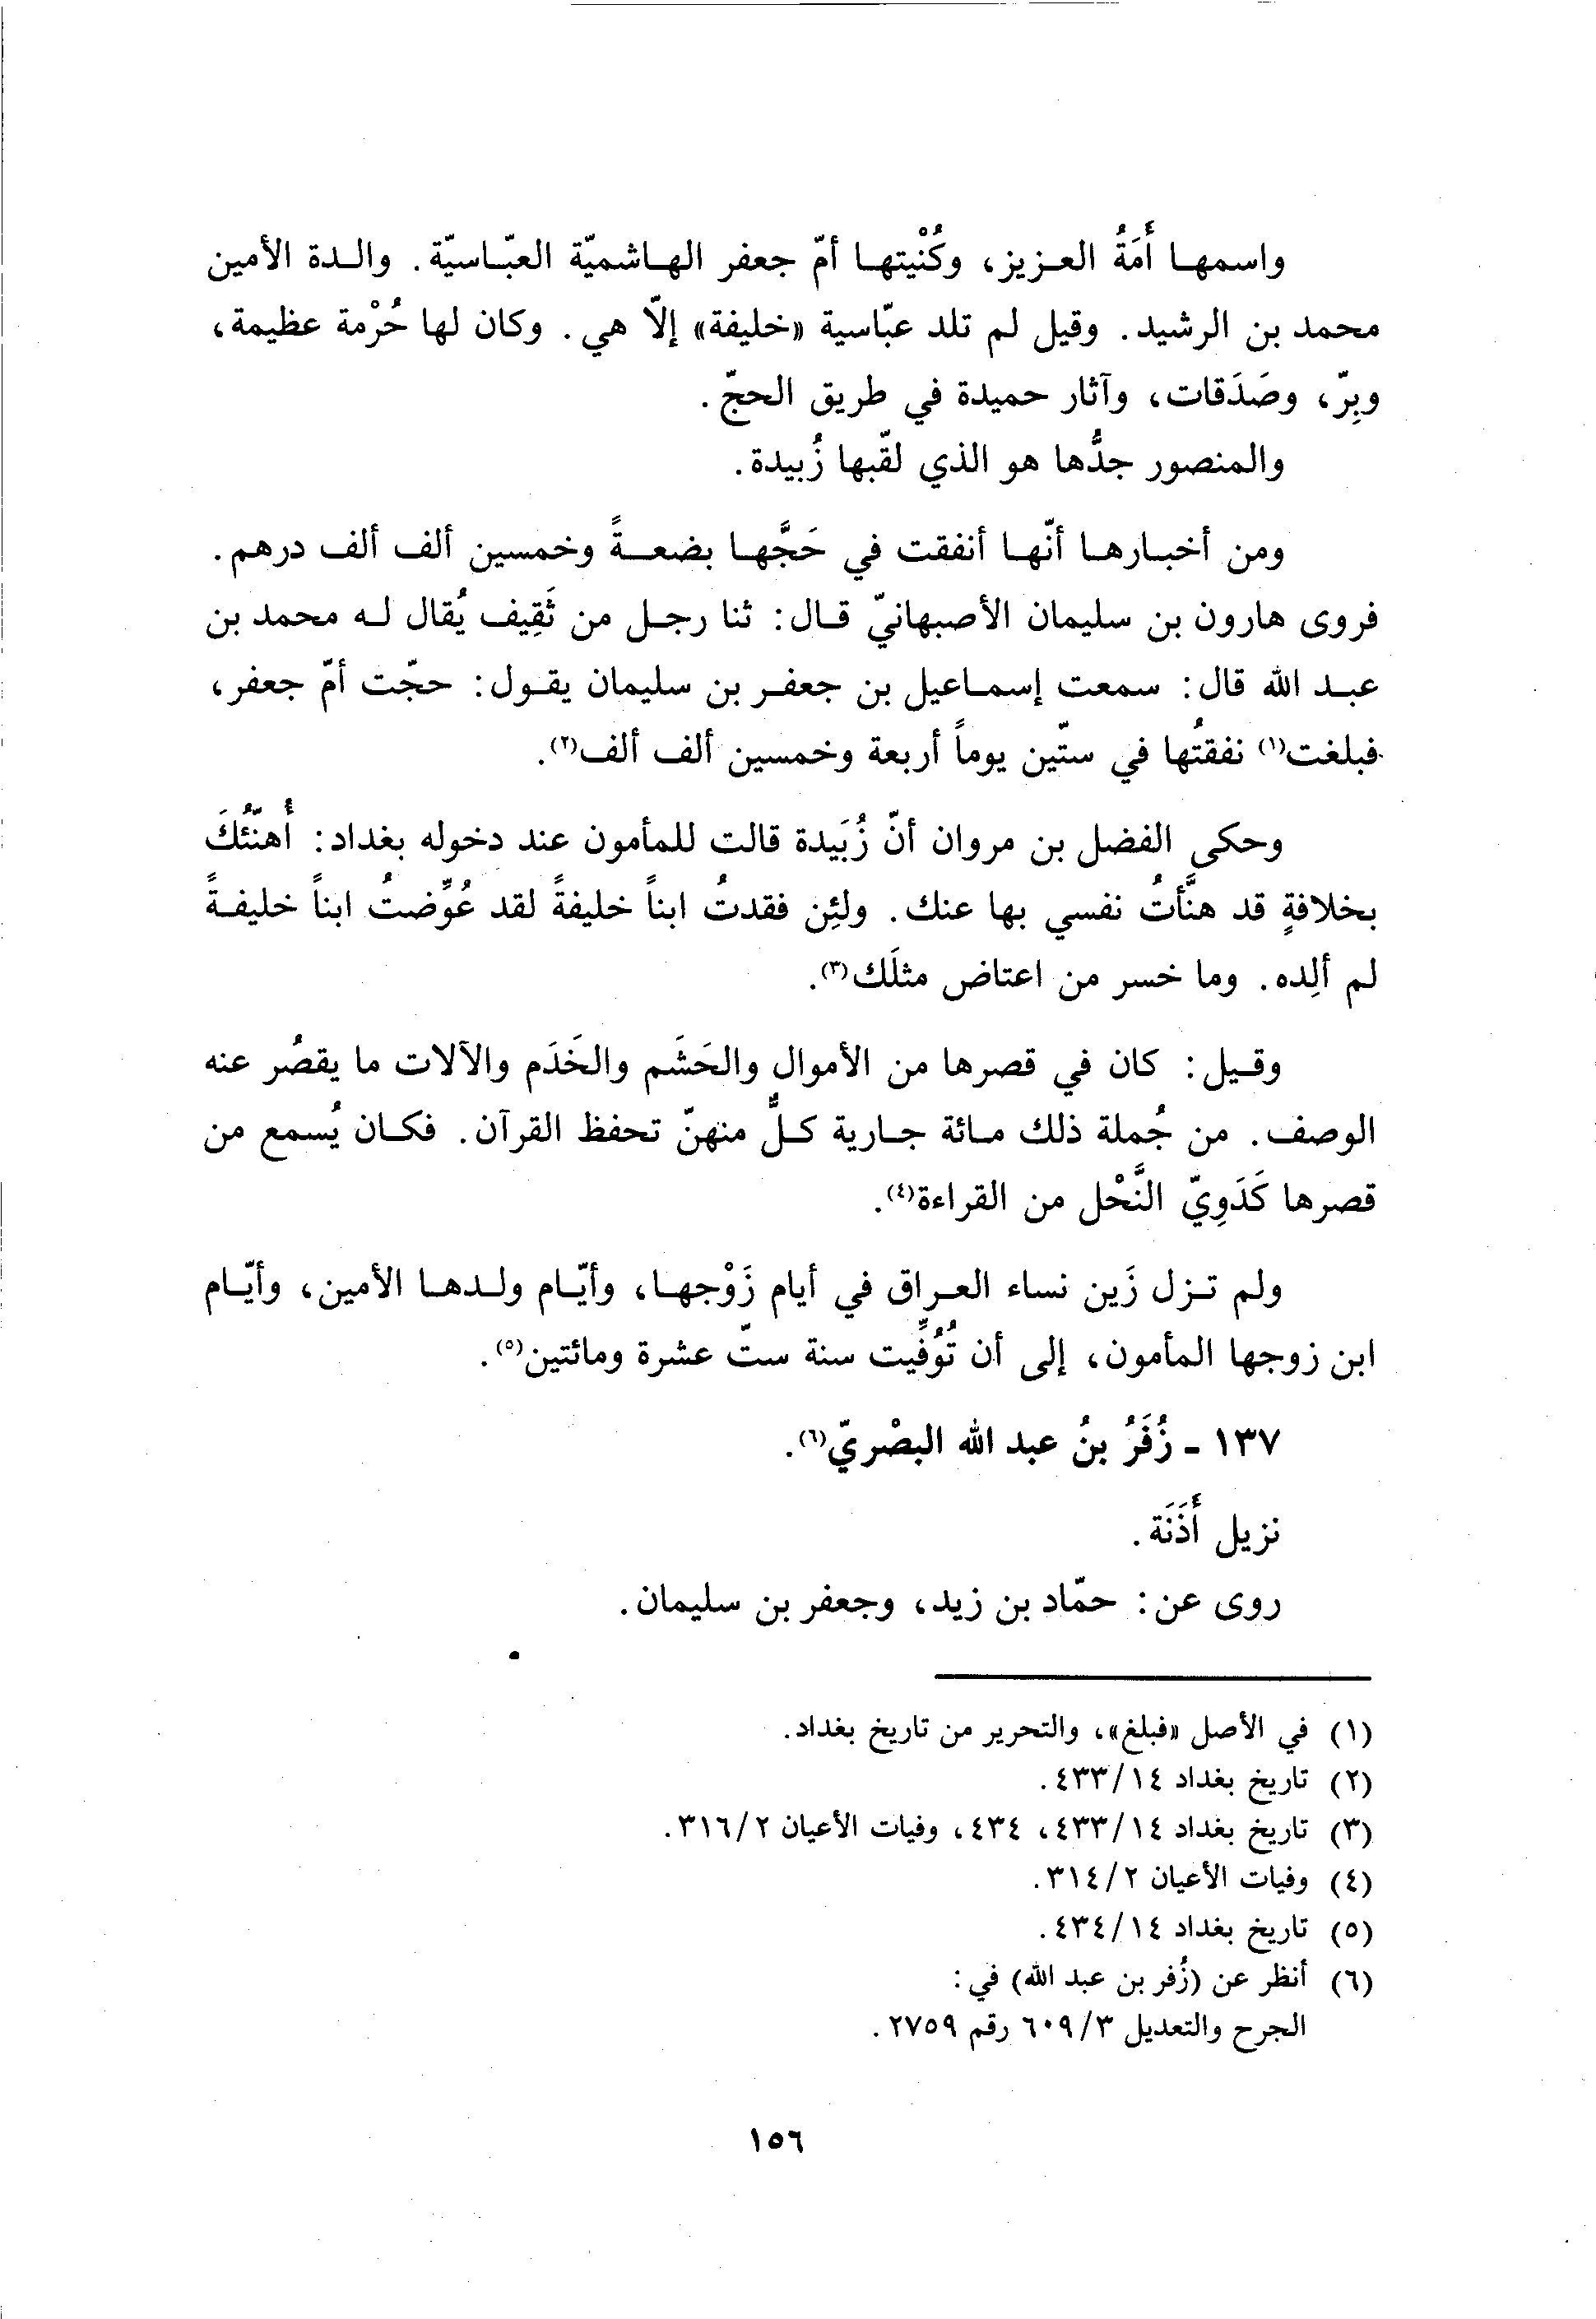 واسمها أَمَةُ العزيز، وكُنْيتها أمّ جعفر الهاشميّة العبّاسيّة. والدة الأمين
محمد بن الرشيد. وقيل لم تلد عبّاسية «خليفة» إلّا هي. وكان لها حُرْمة عظيمة،
وبِرّ، وصَدَقات، وآثار حميدة في طريق الحجّ.
والمنصور جدُّها هو الذي لقّبها زُبيدة.
ومن أخبارها أنّها أنفقت في حَجَّها بضعةً وخمسين ألف ألف درهم.
فروى هارون بن سليمان الأصبهانيّ قال: ثنا رجل من ثَقِيف يُقال له محمد بن
عبد الله قال: سمعت إسماعيل بن جعفر بن سليمان يقول: حجّت أمّ جعفر،
فبلغت(١) نفقتُها في ستّين يوماً أربعة وخمسين ألف ألف(٢).
وحكى الفضل بن مروان أنّ زُبَيدة قالت للمأمون عند دخوله بغداد: أُهنّئُكَ
بخلافةٍ قد هنَّأتُ نفسي بها عنك. ولئِن فقدتُ ابناً خليفةً لقد عُوِّضتُ ابناً خليفةً
لم ألِده. وما خسر من اعتاض مثلَك(٣).
وقيل: كان في قصرها من الأموال والحَشَم والخَدَم والآلات ما يقصُر عنه
الوصف. من جُملة ذلك مائة جارية كلٌّ منهنّ تحفظ القرآن. فكان يُسمع من
قصرها كَدَوِيّ النَّحْل من القراءة(٤).
ولم تزل زَين نساء العراق في أيام زَوْجها، وأيّام ولدها الأمين، وأيّام
ابن زوجها المأمون، إلى أن تُوُفّيت سنة ستّ عشرة ومائتين(٥).
١٣٧ - زُفَرُ بنُ عبد الله البصْريّ(٦).
نزيل أَذَنَة.
روى عن: حمّاد بن زيد، وجعفر بن سليمان.
(١) في الأصل «فبلغ»، والتحرير من تاريخ بغداد.
(٢) تاريخ بغداد ٤٣٣/١٤.
(٣) تاريخ بغداد ٤٣٣/١٤، ٤٣٤، وفيات الأعيان ٣١٦/٢.
(٤) وفيات الأعيان ٣١٤/٢.
(٥) تاريخ بغداد ٤٣٤/١٤.
(٦) أنظر عن (زُفر بن عبد الله) في:
الجرح والتعديل ٦٠٩/٣ رقم ٢٧٥٩.
١٥٦